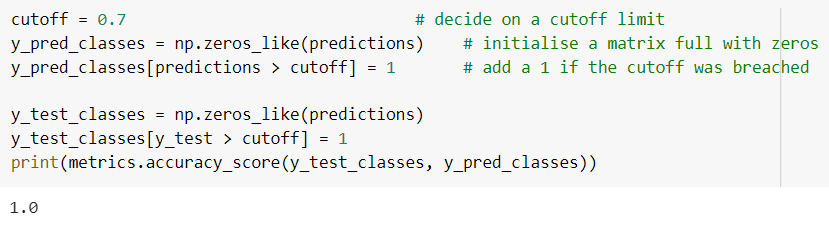 cutoff = 0.7 # decide on a cutoff limit
y_pred_classes = np.zeros_like(predictions) # initialise a matrix full with zeros
y_pred_classes[predictions > cutoff] = 1 # add a 1 if the cutoff was breached
y_test_classes = np.zeros_like(predictions)
y_test_classes[y_test > cutoff] = 1
print(metrics.accuracy_score(y_test_classes, y_pred_classes))
1.0